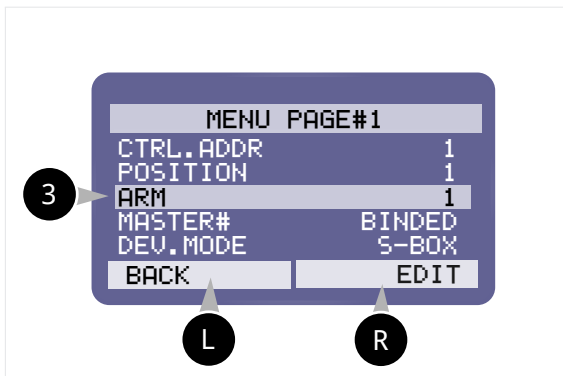 MENU PAGE#1
CTRL.ADDR 1
POSITION 1
3
ARM 1
MASTER# BINDED
DEV.MODE S-BOX
BACK EDIT
L R